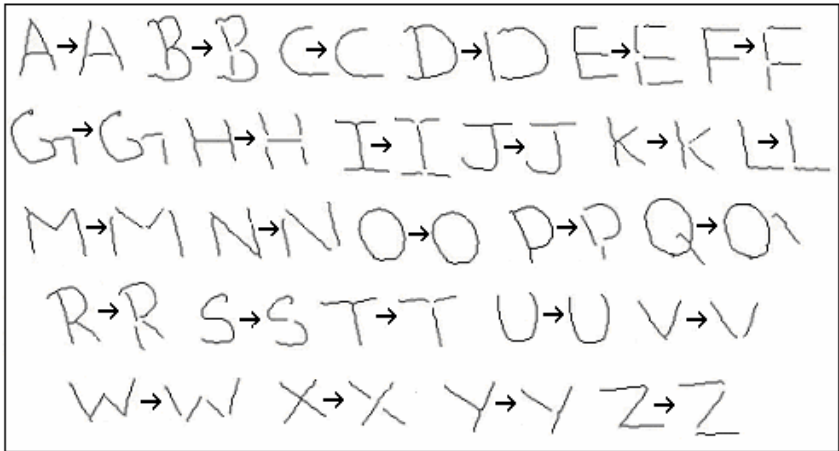 A→A B→B C→C D→D E→E F→F
G→G H→H I→I J→J K→K L→L
M→M N→N O→O P→P Q→Q
R→R S→S T→T U→U V→V
W→W X→X Y→Y Z→Z